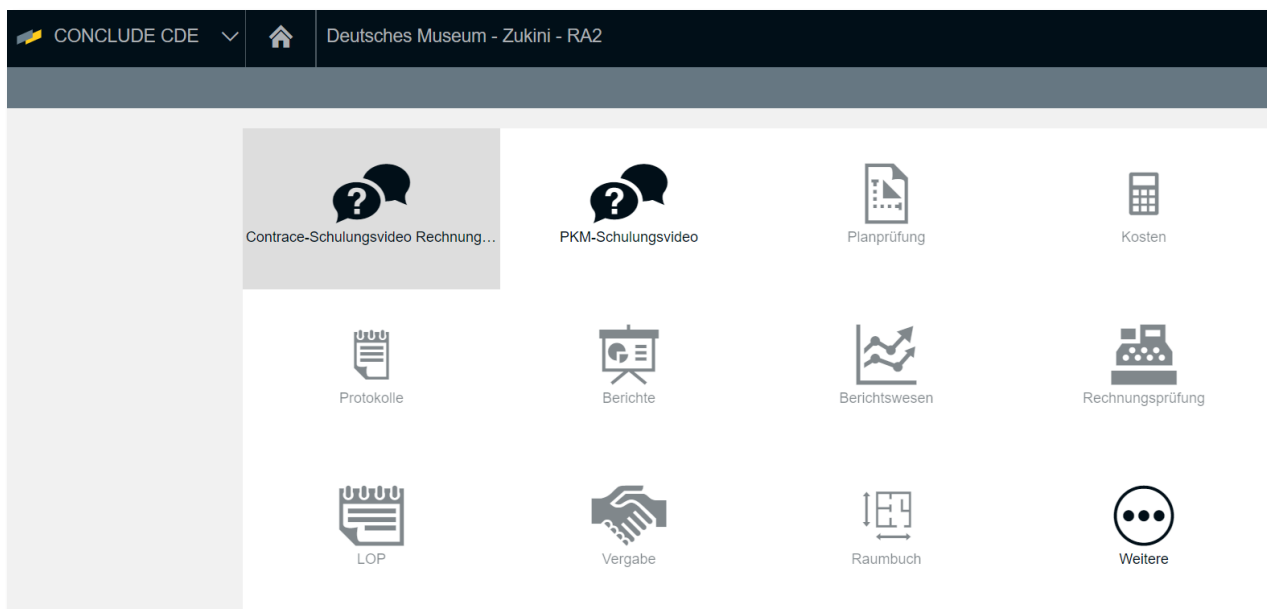 CONCLUDE CDE
Deutsches Museum - Zukini - RA2
Contrace-Schulungsvideo Rechnung...
PKM-Schulungsvideo
Planprüfung
Kosten
Protokolle
Berichte
Berichtswesen
Rechnungsprüfung
LOP
Vergabe
Raumbuch
Weitere